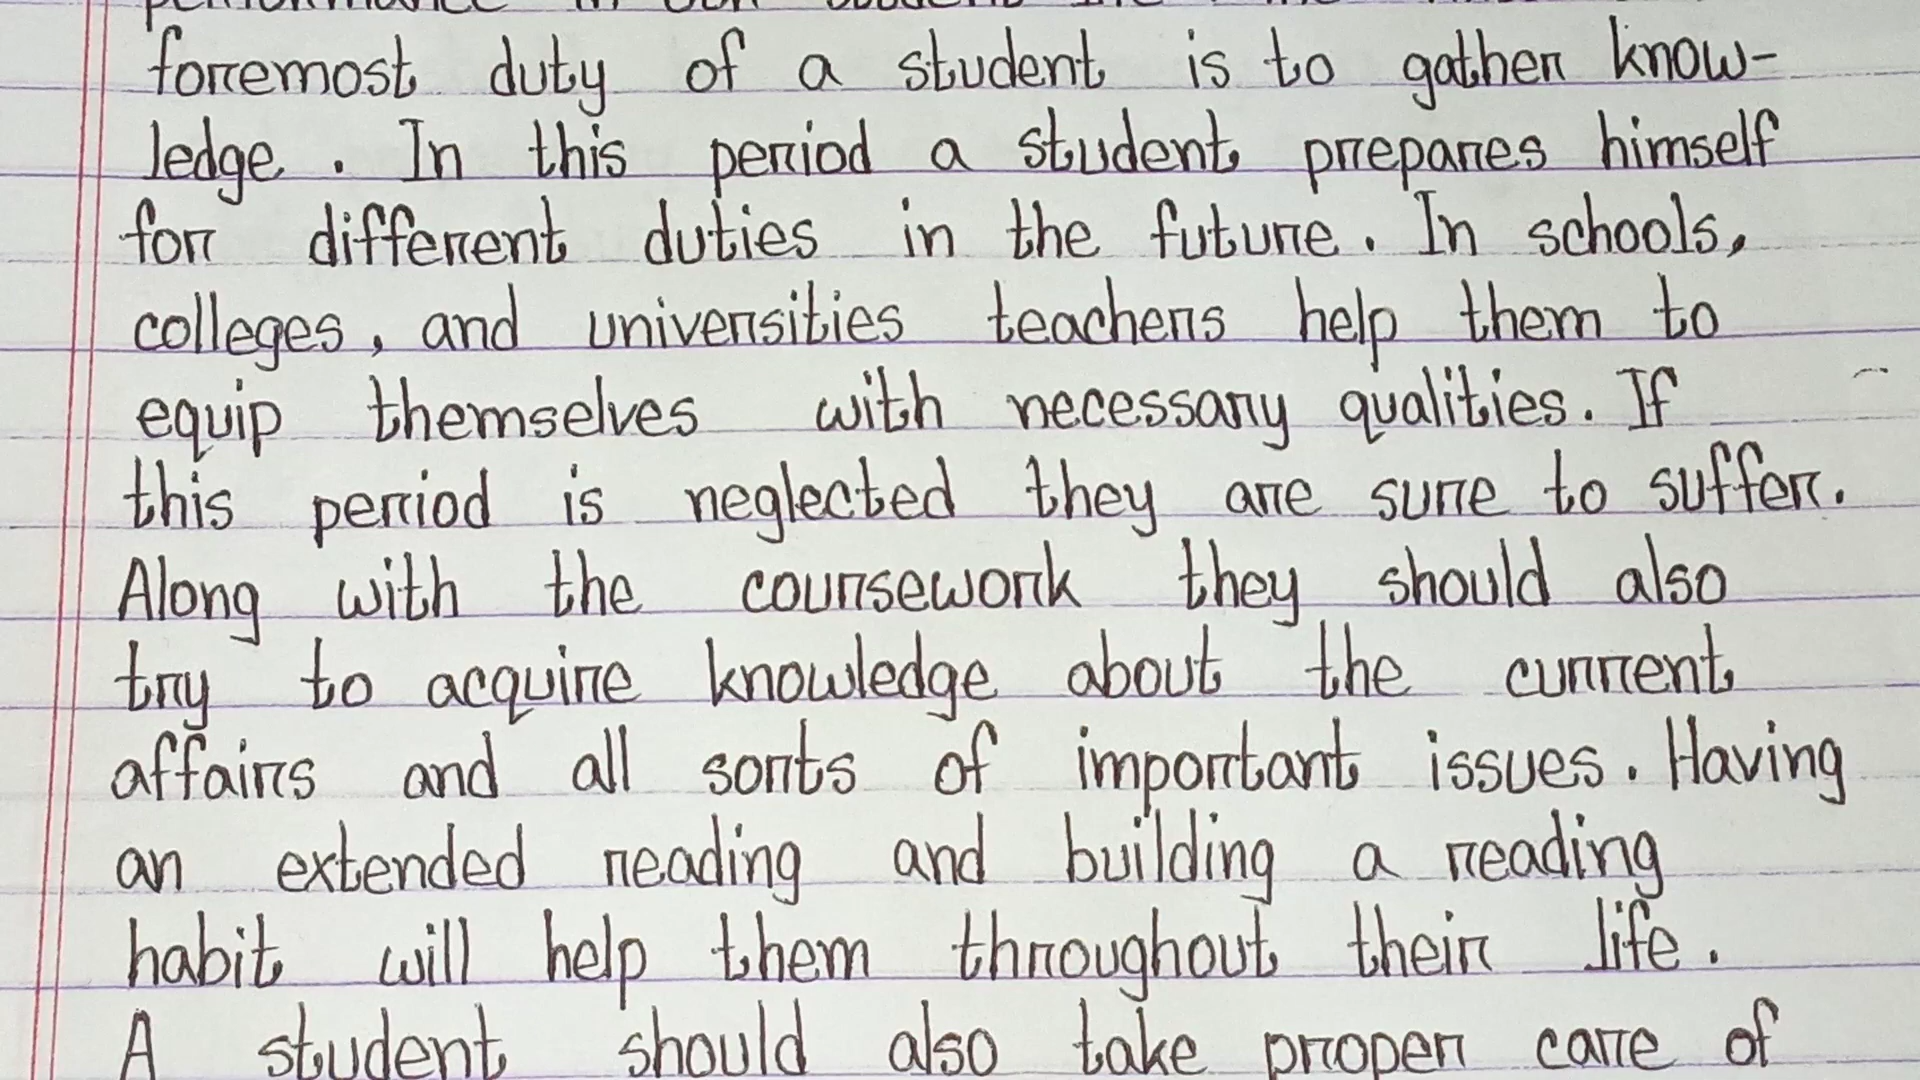 foremost duty of a student is to gather know-
ledge. In this period a student prepares himself
for different duties in the future. In schools,
colleges, and universities teachers help them to
equip themselves with necessary qualities. If
this period is neglected they are sure to suffer.
Along with the coursework they should also
try to acquire knowledge about the current
affairs and all sorts of important issues. Having
an extended reading and building a reading
habit will help them throughout their life.
A student should also take proper care of